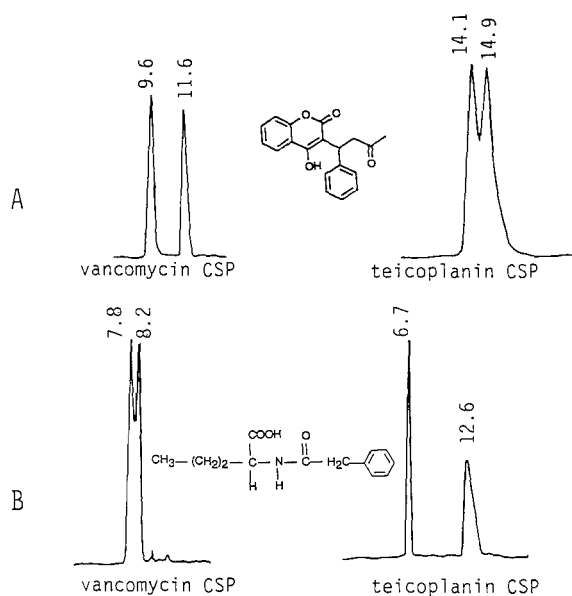 9.6
11.6
14.1
14.9
O
O
OH
O
A
vancomycin CSP
teicoplanin CSP
7.8
8.2
6.7
12.6
COOH
O
CH₃—(CH₂)₂
C
N
C
H₂C
H
H
B
vancomycin CSP
teicoplanin CSP